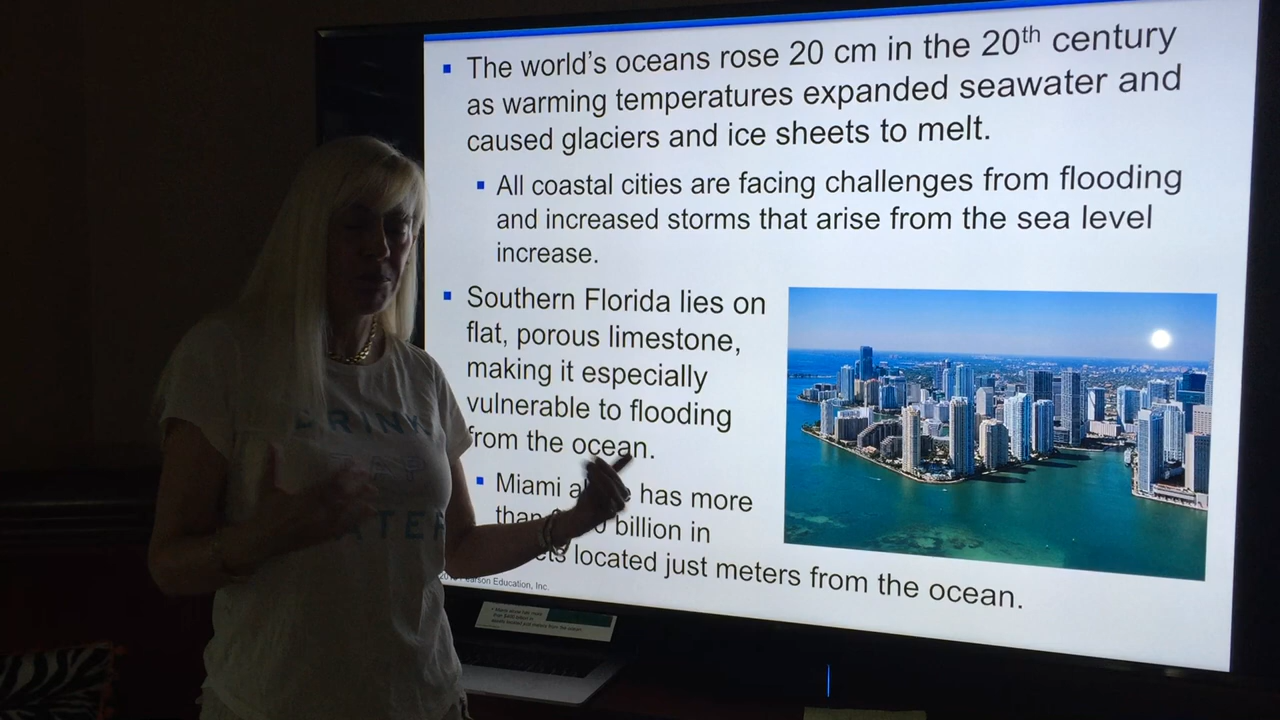 The world's oceans rose 20 cm in the 20th century
as warming temperatures expanded seawater and
caused glaciers and ice sheets to melt.
All coastal cities are facing challenges from flooding
and increased storms that arise from the sea level
increase.
Southern Florida lies on
flat, porous limestone,
making it especially
vulnerable to flooding
from the ocean.
Miami has more
than billion in
located just meters from the ocean.
Education, Inc.
DRINK